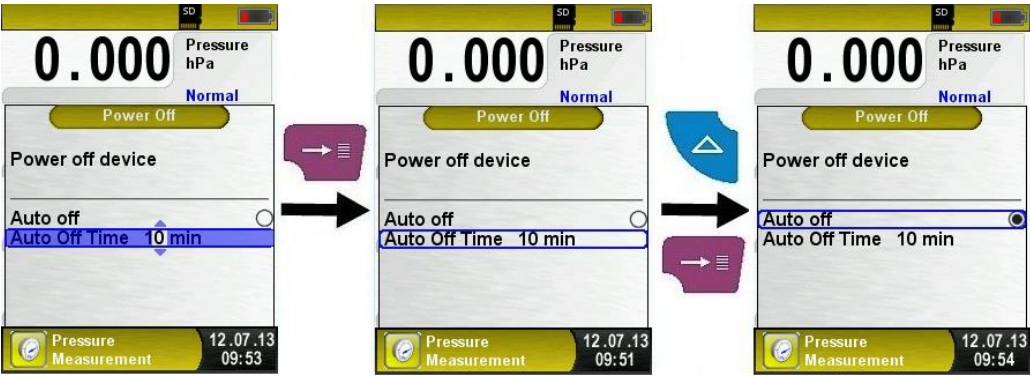 SD
0.000 Pressure
hPa
Normal
Power Off
Power off device
Auto off
Auto Off Time 10 min
Pressure
Measurement
12.07.13
09:53
SD
0.000 Pressure
hPa
Normal
Power Off
Power off device
Auto off
Auto Off Time 10 min
Pressure
Measurement
12.07.13
09:51
SD
0.000 Pressure
hPa
Normal
Power Off
Power off device
Auto off
Auto Off Time 10 min
Pressure
Measurement
12.07.13
09:54